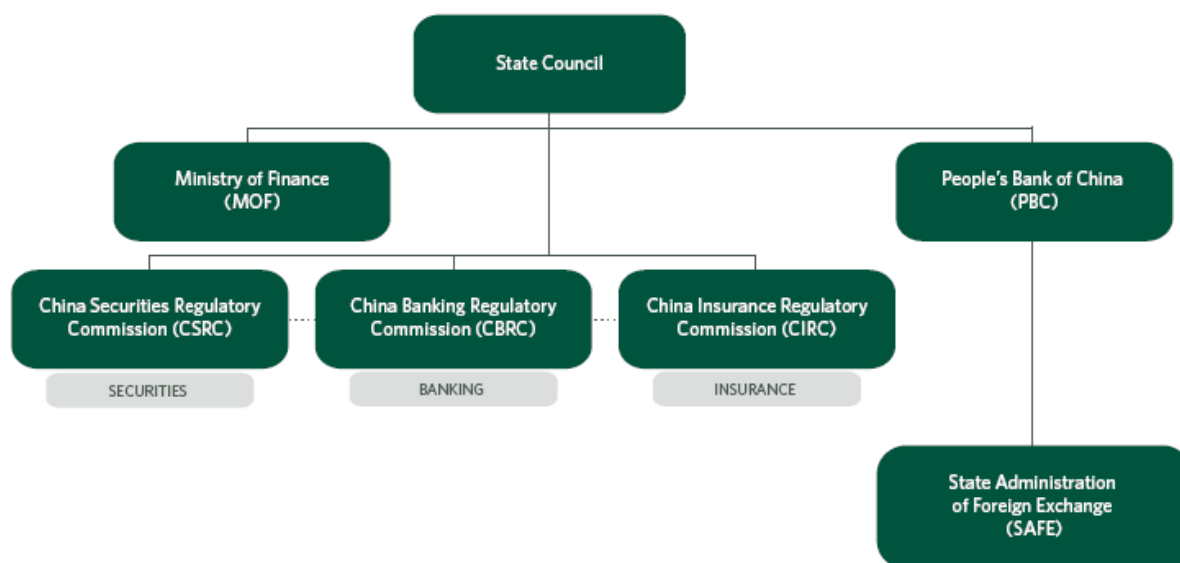 State Council
Ministry of Finance
(MOF)
People's Bank of China
(PBC)
China Securities Regulatory
Commission (CSRC)
China Banking Regulatory
Commission (CBRC)
China Insurance Regulatory
Commission (CIRC)
SECURITIES
BANKING
INSURANCE
State Administration
of Foreign Exchange
(SAFE)